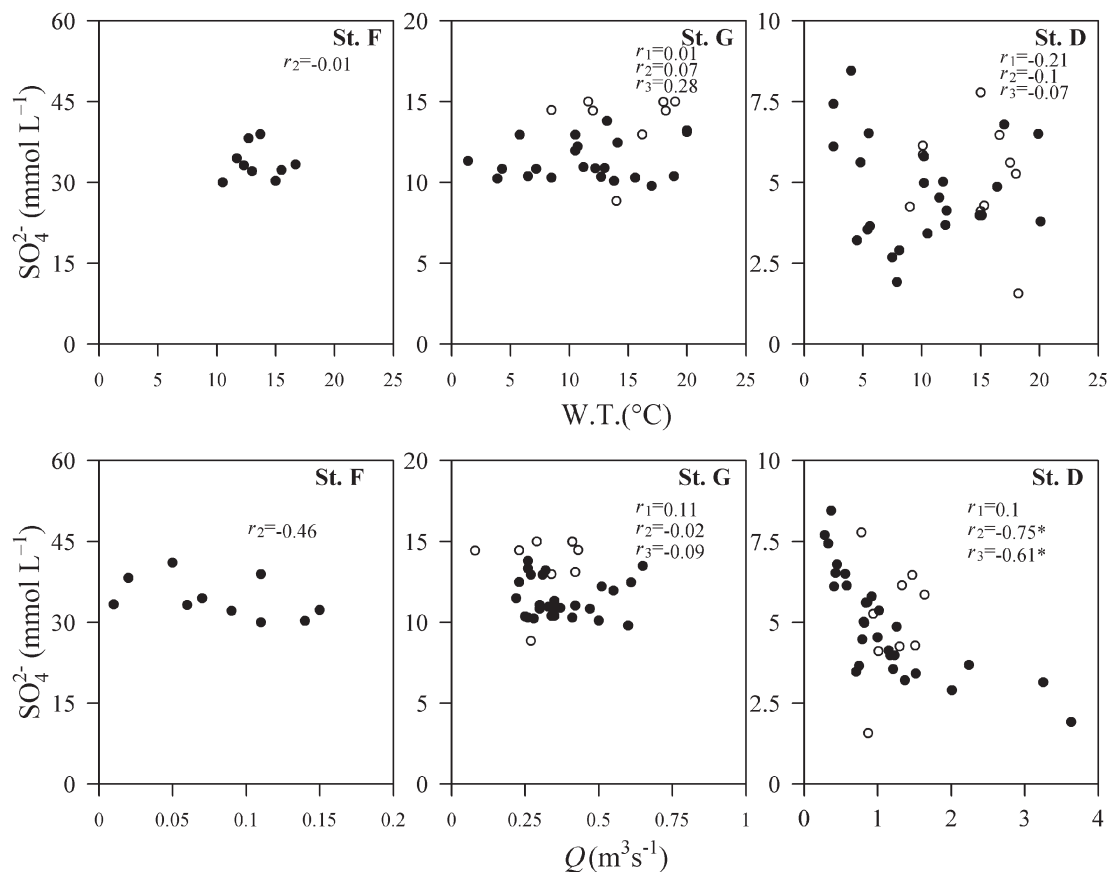 SO₄²⁻ (mmol L⁻¹)
60
45
30
15
0
St. F
r₂=-0.01
0 5 10 15 20 25
20
15
10
5
0
St. G
r₁=0.01
r₂=0.07
r₃=0.28
0 5 10 15 20 25
W.T.(°C)
10
7.5
5
2.5
0
St. D
r₁=-0.21
r₂=-0.1
r₃=-0.07
0 5 10 15 20 25
SO₄²⁻ (mmol L⁻¹)
60
45
30
15
0
St. F
r₂=-0.46
0 0.05 0.1 0.15 0.2
20
15
10
5
0
St. G
r₁=0.11
r₂=-0.02
r₃=-0.09
0 0.25 0.5 0.75 1
Q (m³s⁻¹)
10
7.5
5
2.5
0
St. D
r₁=0.1
r₂=-0.75*
r₃=-0.61*
0 1 2 3 4